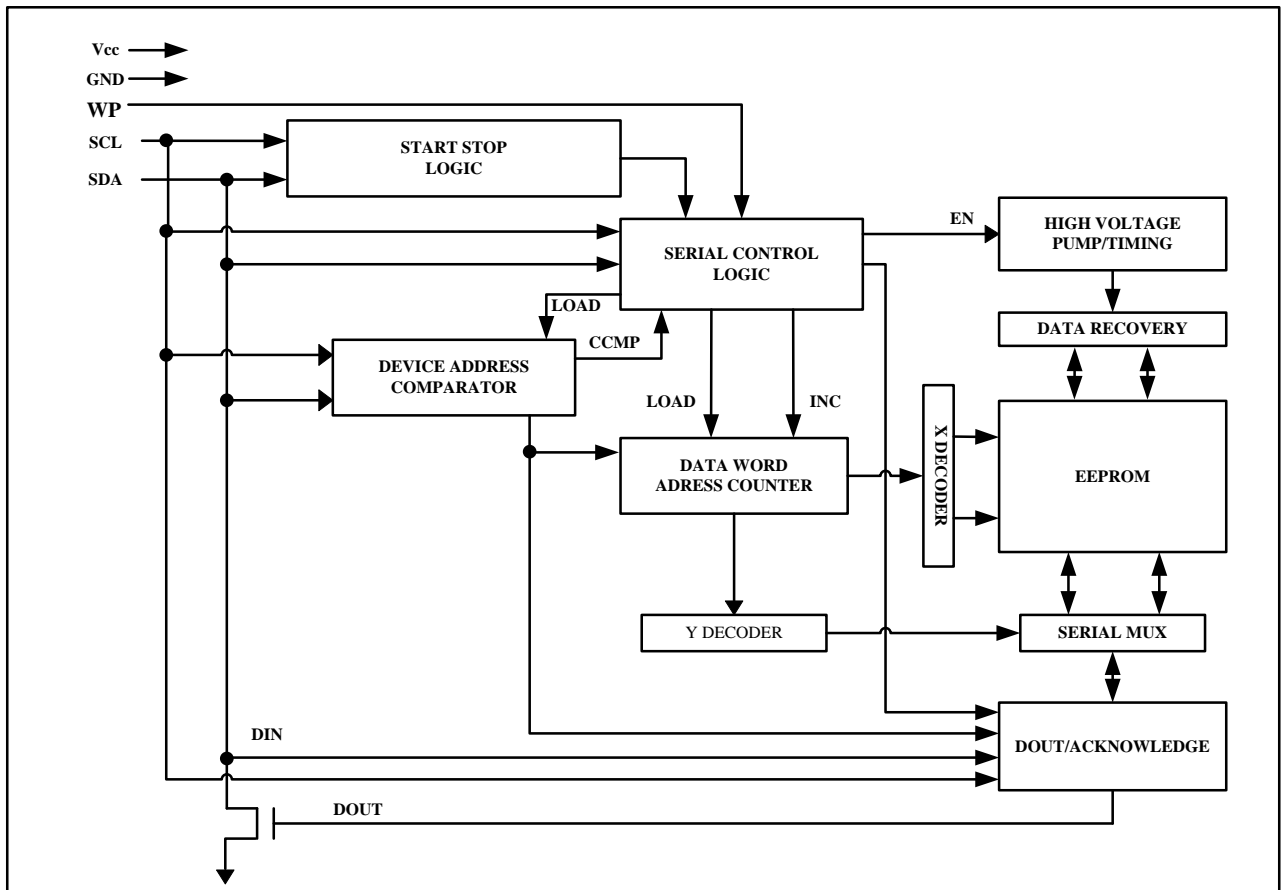 Vcc
GND
WP
SCL
SDA
START STOP
LOGIC
SERIAL CONTROL
LOGIC
EN
HIGH VOLTAGE
PUMP/TIMING
DATA RECOVERY
LOAD
CCMP
DEVICE ADDRESS
COMPARATOR
LOAD
INC
DATA WORD
ADRESS COUNTER
X DECODER
EEPROM
Y DECODER
SERIAL MUX
DIN
DOUT/ACKNOWLEDGE
DOUT